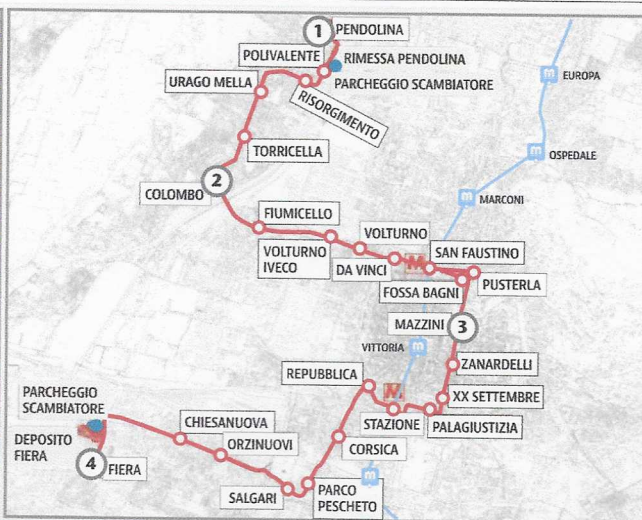 1
PENDOLINA
POLIVALENTE
RIMESSA PENDOLINA
PARCHEGGIO SCAMBIATORE
URAGO MELLA
RISORGIMENTO
EUROPA
m
TORRICELLA
OSPEDALE
m
2
COLOMBO
MARCONI
m
FIUMICELLO
VOLTURNO
VOLTURNO
IVECO
DA VINCI
M
SAN FAUSTINO
FOSSA BAGNI
PUSTERLA
MAZZINI
3
VITTORIA
m
ZANARDELLI
REPUBBLICA
M
XX SETTEMBRE
STAZIONE
PALAGIUSTIZIA
PARCHEGGIO
SCAMBIATORE
CHIESANUOVA
DEPOSITO
FIERA
ORZINUOVI
CORSICA
4
FIERA
SALGARI
PARCO
PESCHETO
m